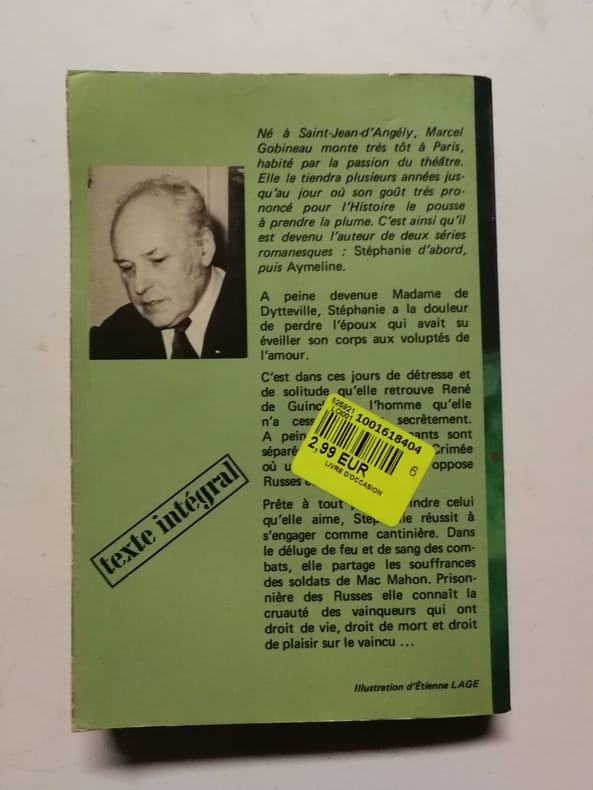 Né à Saint-Jean-d'Angély, Marcel
Gobineau monte très tôt à Paris,
habité par la passion du théâtre.
Elle le tiendra plusieurs années jus-
qu'au jour où son goût très pro-
noncé pour l'Histoire le pousse
à prendre la plume. C'est ainsi qu'il
est devenu l'auteur de deux séries
romanesques : Stéphanie d'abord,
puis Aymeline.
A peine devenue Madame de
Dytteville, Stéphanie a la douleur
de perdre l'époux qui avait su
éveiller son corps aux voluptés de
l'amour.
C'est dans ces jours de détresse et
de solitude qu'elle retrouve René
de l'homme qu'elle
n'a secrètement.
A sont
Crimée
où oppose
Russes
526921
1001618404
2,99 EUR
6
LIVRE D'OCCASION
Prête à tout celui
qu'elle aime, réussit à
s'engager comme cantinière. Dans
le déluge de feu et de sang des com-
bats, elle partage les souffrances
des soldats de Mac Mahon. Prison-
nière des Russes elle connaît la
cruauté des vainqueurs qui ont
droit de vie, droit de mort et droit
de plaisir sur le vaincu ...
texte intégral
Illustration d'Étienne LAGE